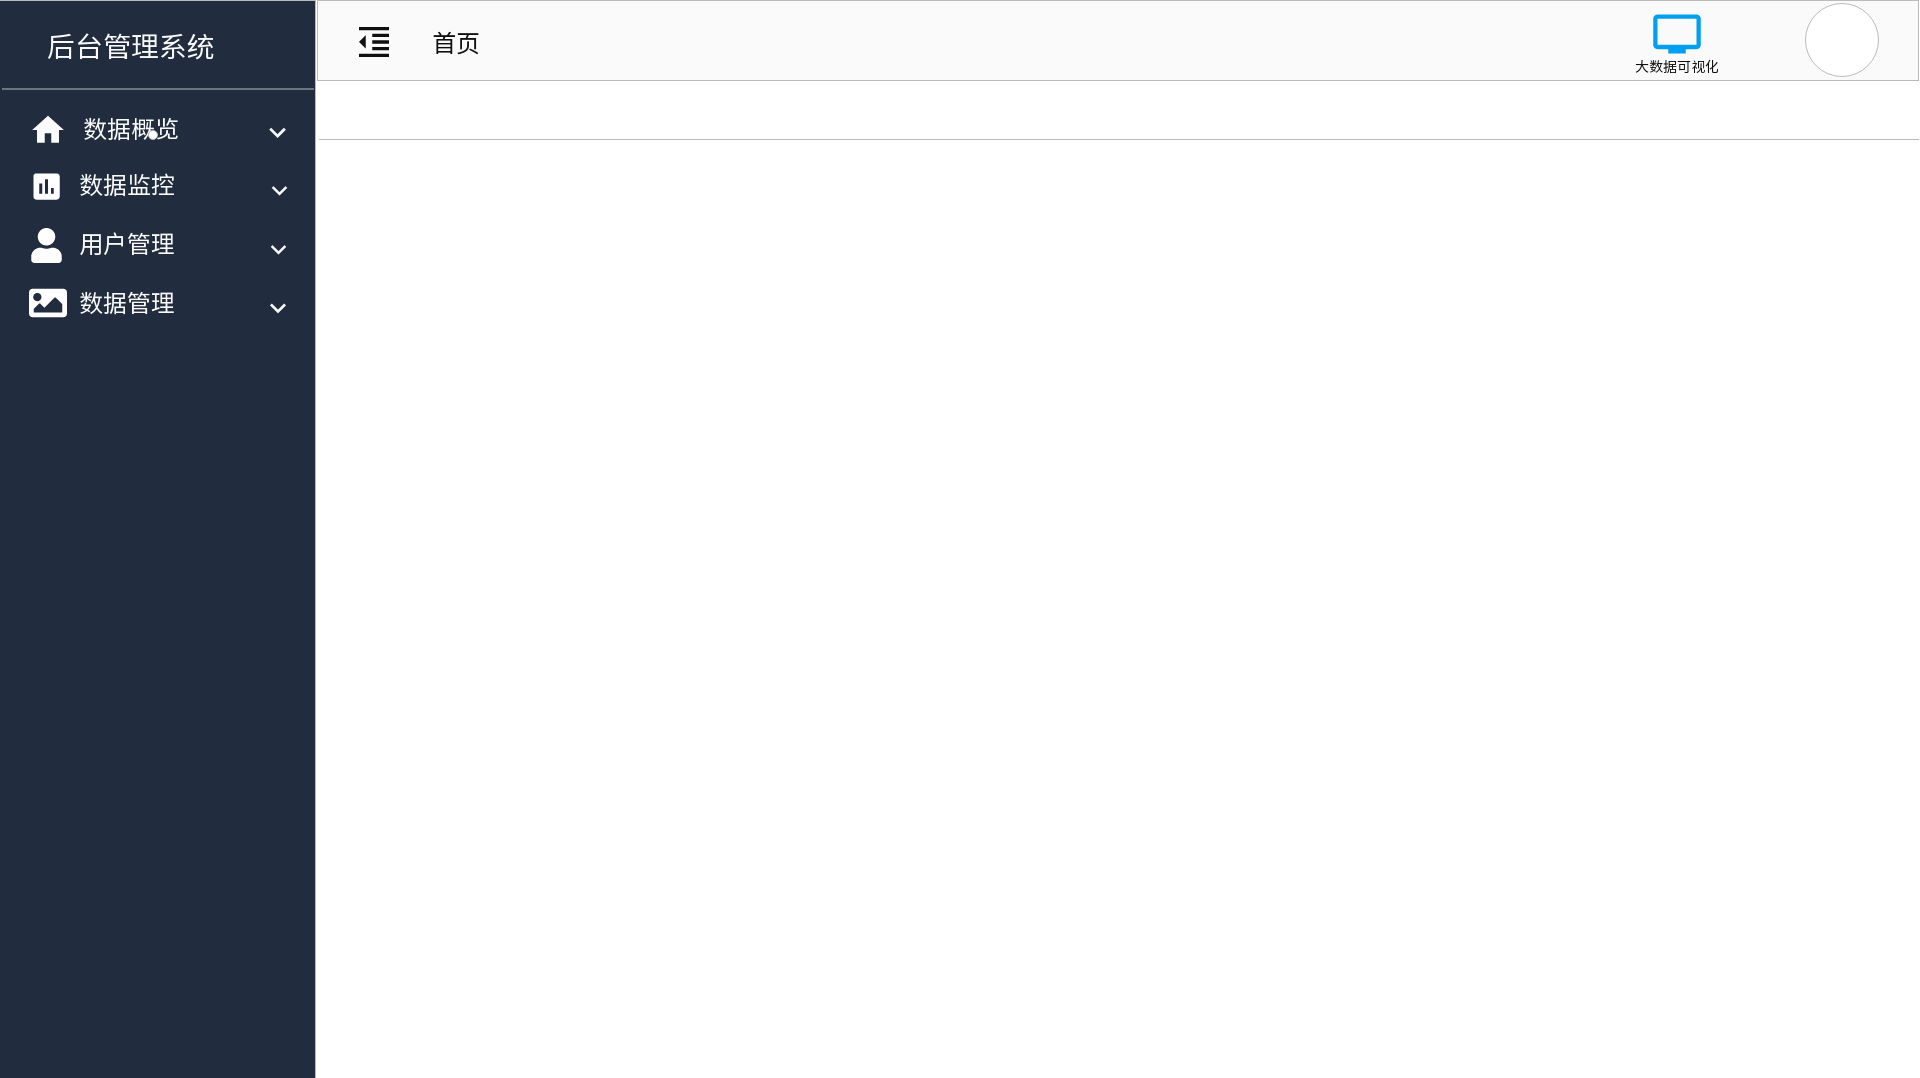 后台管理系统
首页
大数据可视化
数据概览
数据监控
用户管理
数据管理